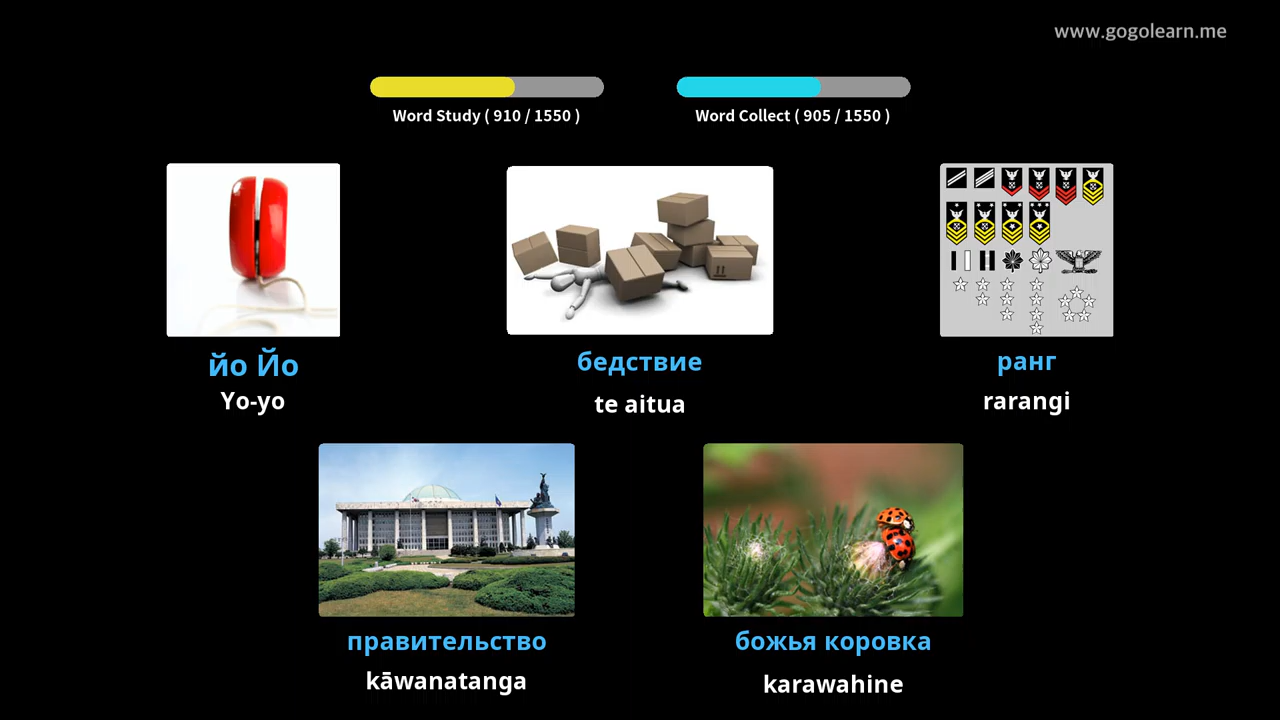 www.gogolearn.me
Word Study ( 910 / 1550 )
Word Collect ( 905 / 1550 )
йо Йо
Yo-yo
бедствие
te aitua
ранг
rarangi
правительство
kāwanatanga
божья коровка
karawahine